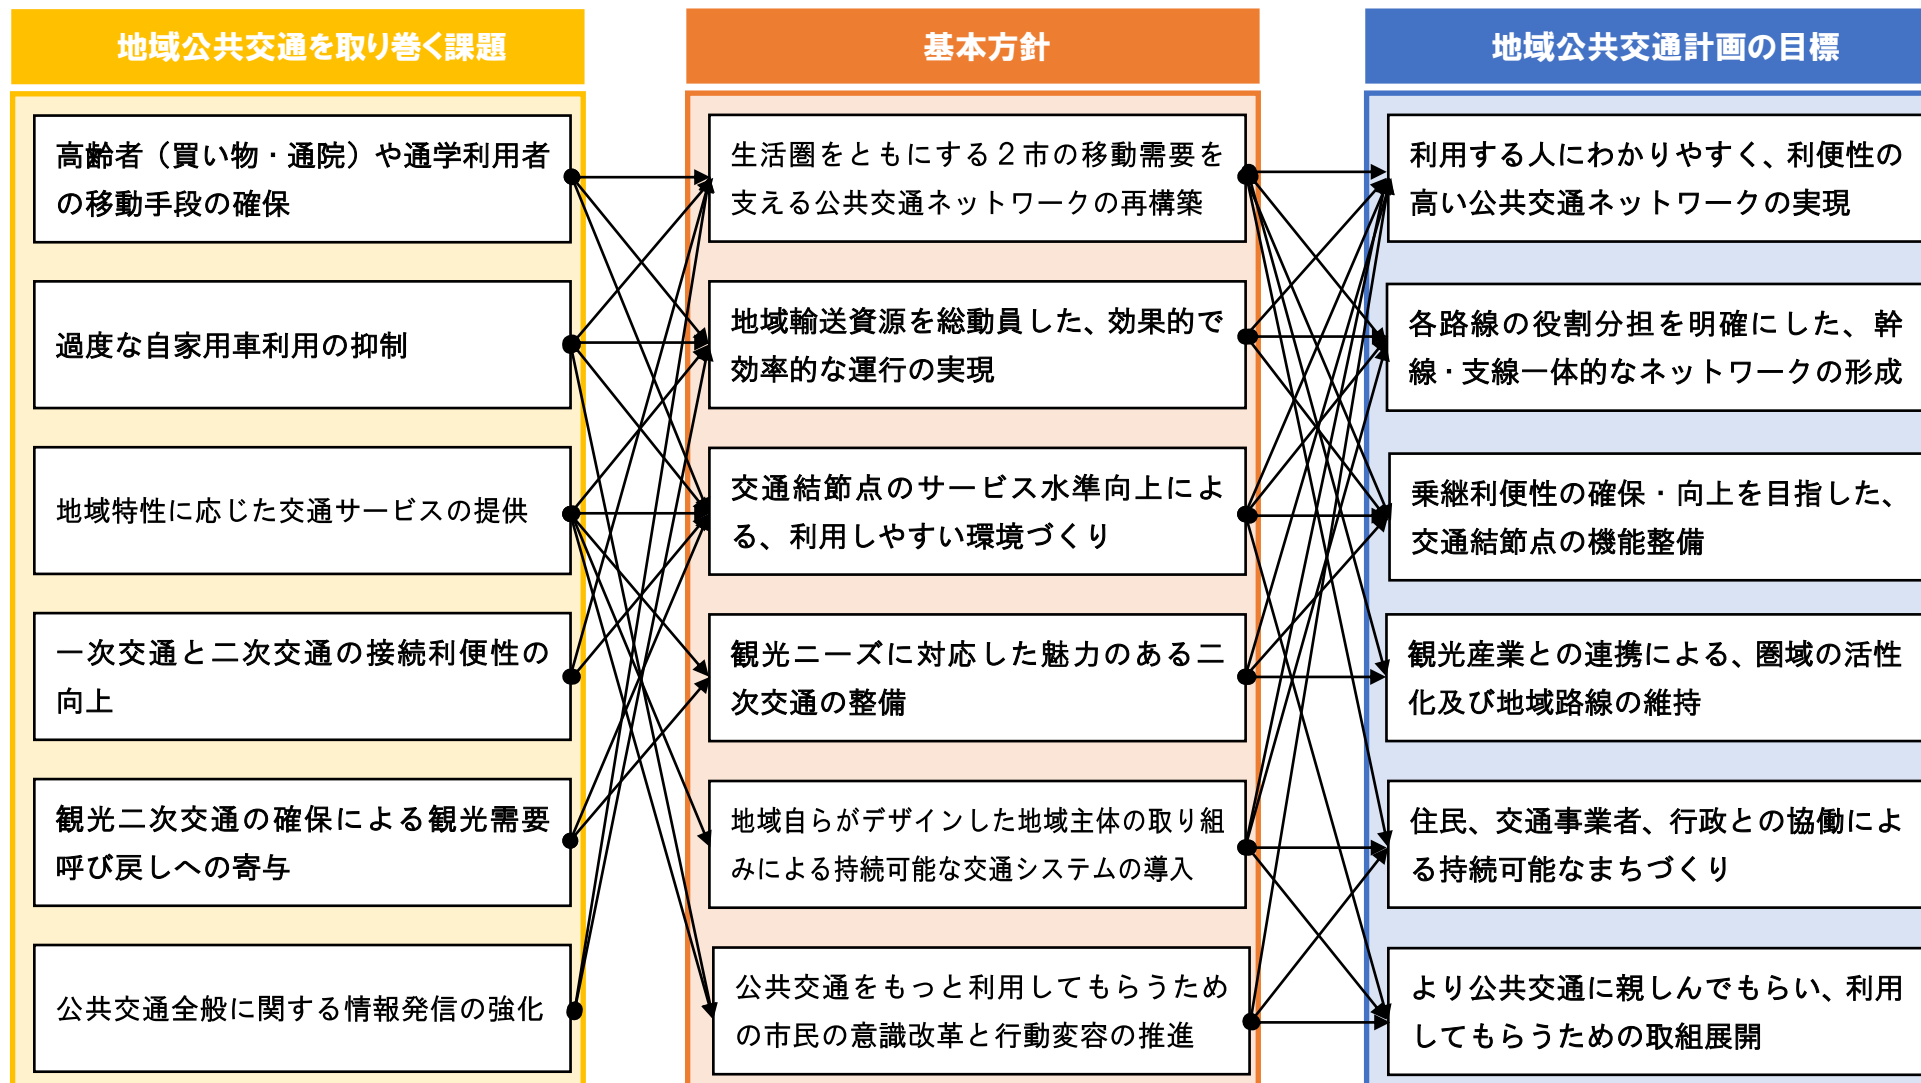 地域公共交通を取り巻く課題
高齢者（買い物・通院）や通学利用者
の移動手段の確保
過度な自家用車利用の抑制
地域特性に応じた交通サービスの提供
一次交通と二次交通の接続利便性の
向上
観光二次交通の確保による観光需要
呼び戻しへの寄与
公共交通全般に関する情報発信の強化
基本方針
生活圏をともにする２市の移動需要を
支える公共交通ネットワークの再構築
地域輸送資源を総動員した、効果的で
効率的な運行の実現
交通結節点のサービス水準向上によ
る、利用しやすい環境づくり
観光ニーズに対応した魅力のある二
次交通の整備
地域自らがデザインした地域主体の取り組
みによる持続可能な交通システムの導入
公共交通をもっと利用してもらうため
の市民の意識改革と行動変容の推進
地域公共交通計画の目標
利用する人にわかりやすく、利便性の
高い公共交通ネットワークの実現
各路線の役割分担を明確にした、幹
線・支線一体的なネットワークの形成
乗継利便性の確保・向上を目指した、
交通結節点の機能整備
観光産業との連携による、圏域の活性
化及び地域路線の維持
住民、交通事業者、行政との協働によ
る持続可能なまちづくり
より公共交通に親しんでもらい、利用
してもらうための取組展開